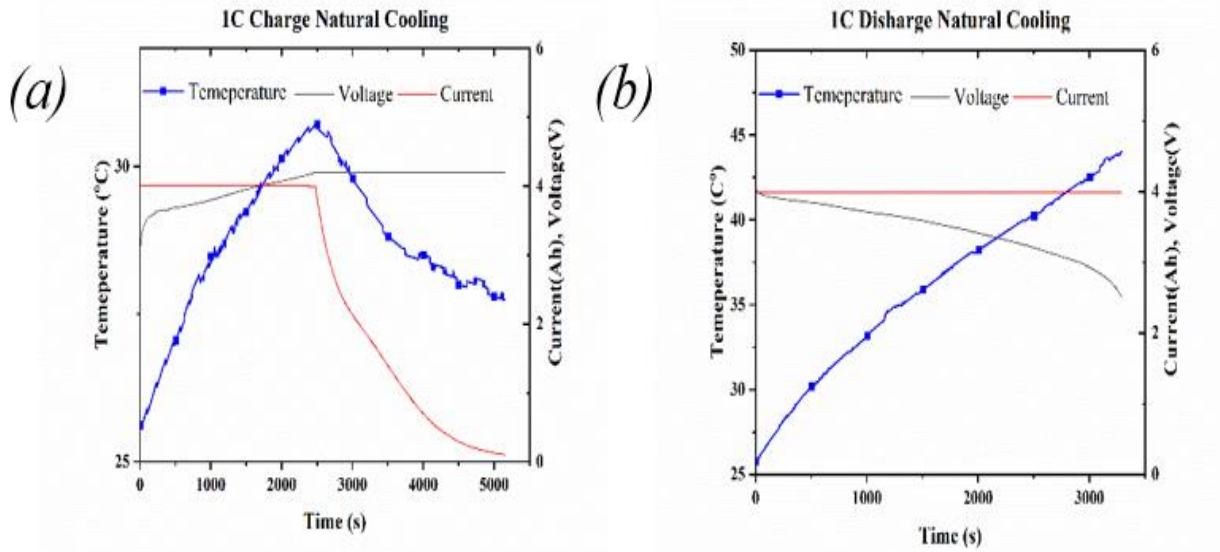 1C Charge Natural Cooling
(a)
Temeperature Voltage Current
Temeperature (°C)
30
25
6
4
2
0
Current(Ah), Voltage(V)
0 1000 2000 3000 4000 5000
Time (s)
1C Disharge Natural Cooling
(b)
Temeperature Voltage Current
Temeperature (C°)
50
45
40
35
30
25
6
4
2
0
Current(Ah), Voltage(V)
0 1000 2000 3000
Time (s)